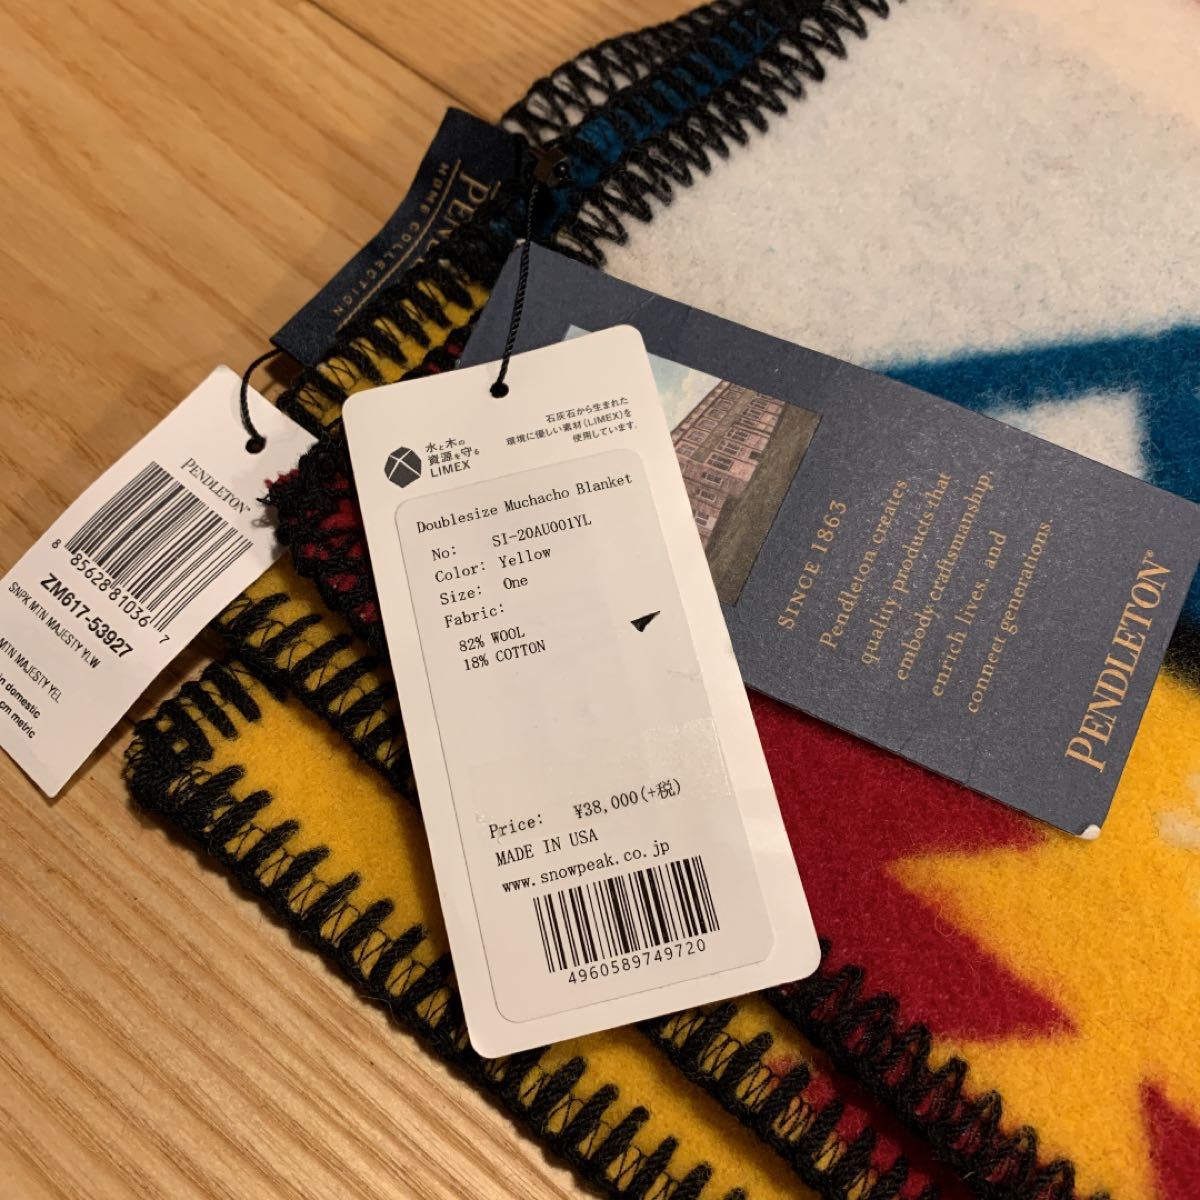 HOME COLLECTION
PENDLETON®
8 85628 81036 7
ZM617-53927
SNPK MTN MAJESTY YLW
MTN MAJESTY YEL
in domestic
cm metric
水と木の
資源を守る
LIMEX
石灰石から生まれた
環境に優しい素材(LIMEX)を
使用しています.
Doublesize Muchacho Blanket
No: SI-20AU001YL
Color: Yellow
Size: One
Fabric:
82% WOOL
18% COTTON
Price: ¥38,000(+税)
MADE IN USA
www.snowpeak.co.jp
4960589749720
SINCE 1863
Pendleton creates
quality products that
embody craftsmanship,
enrich lives, and
connect generations.
PENDLETON®